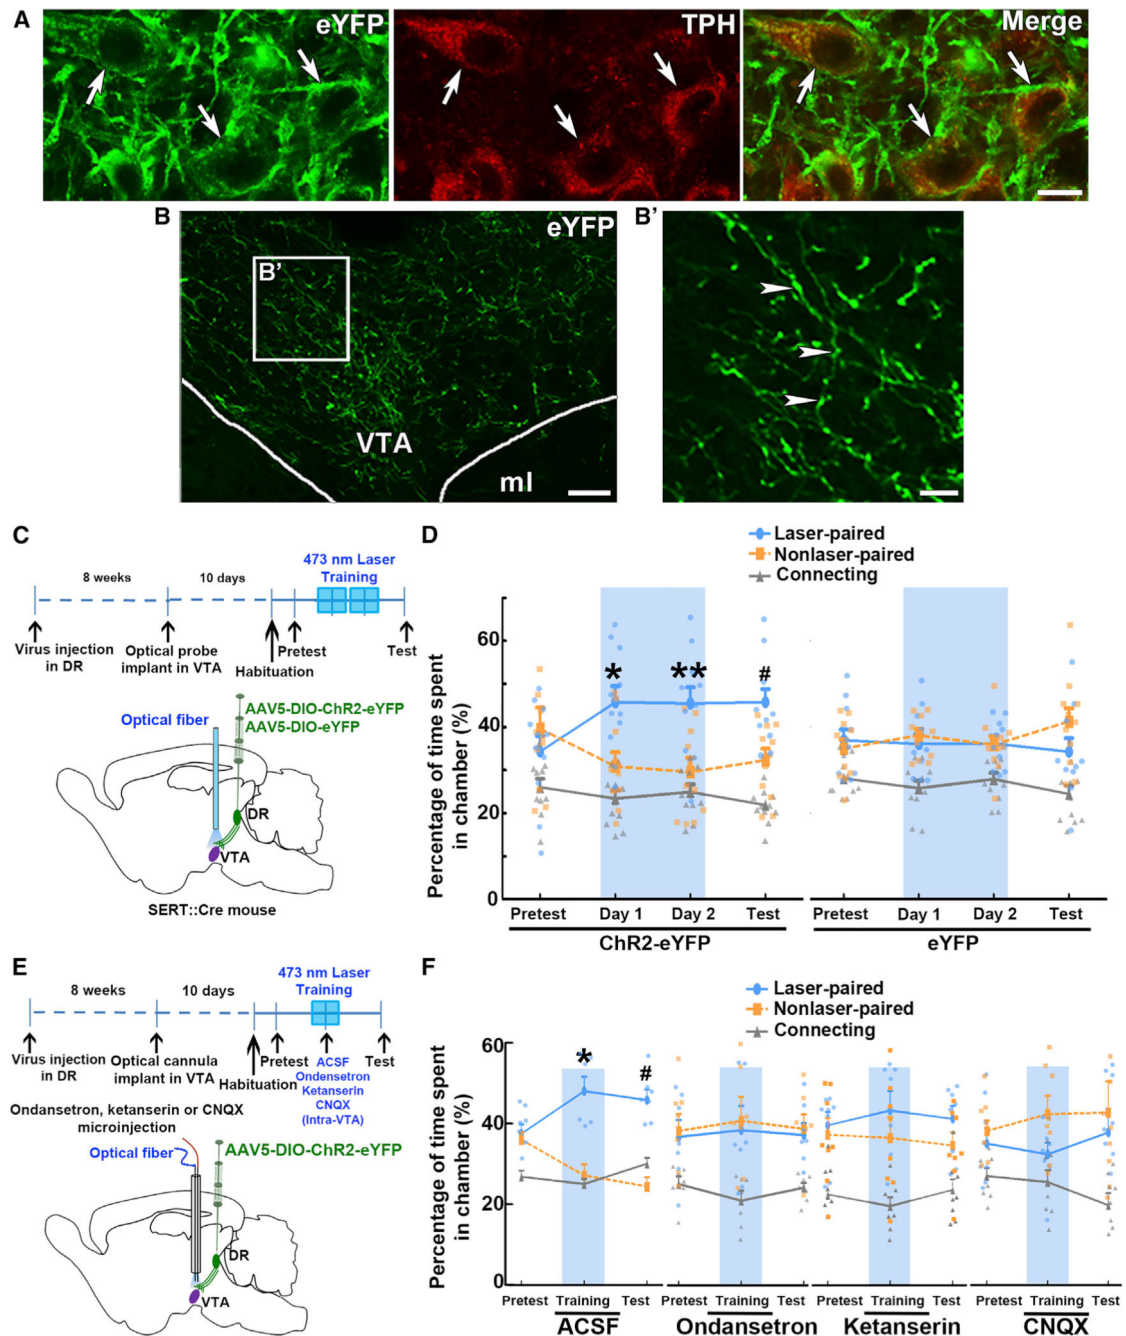 A
eYFP
TPH
Merge
B
eYFP
B'
VTA
ml
B'
C
473 nm Laser
Training
8 weeks
10 days
Virus injection
in DR
Optical probe
implant in VTA
Habituation
Pretest
Test
AAV5-DIO-ChR2-eYFP
AAV5-DIO-eYFP
Optical fiber
DR
VTA
SERT::Cre mouse
D
Laser-paired
Nonlaser-paired
Connecting
Percentage of time spent
in chamber (%)
60
40
20
0
*
**
#
Pretest
Day 1
Day 2
Test
ChR2-eYFP
Pretest
Day 1
Day 2
Test
eYFP
E
473 nm Laser
Training
8 weeks
10 days
Virus injection
in DR
Optical cannula
implant in VTA
Habituation
Pretest
ACSF
Ondensetron
Ketanserin
CNQX
(Intra-VTA)
Test
Ondansetron, ketanserin or CNQX
microinjection
Optical fiber
AAV5-DIO-ChR2-eYFP
DR
VTA
F
Laser-paired
Nonlaser-paired
Connecting
Percentage of time spent
in chamber (%)
60
40
20
0
*
#
Pretest
Training
Test
ACSF
Pretest
Training
Test
Ondansetron
Pretest
Training
Test
Ketanserin
Pretest
Training
Test
CNQX